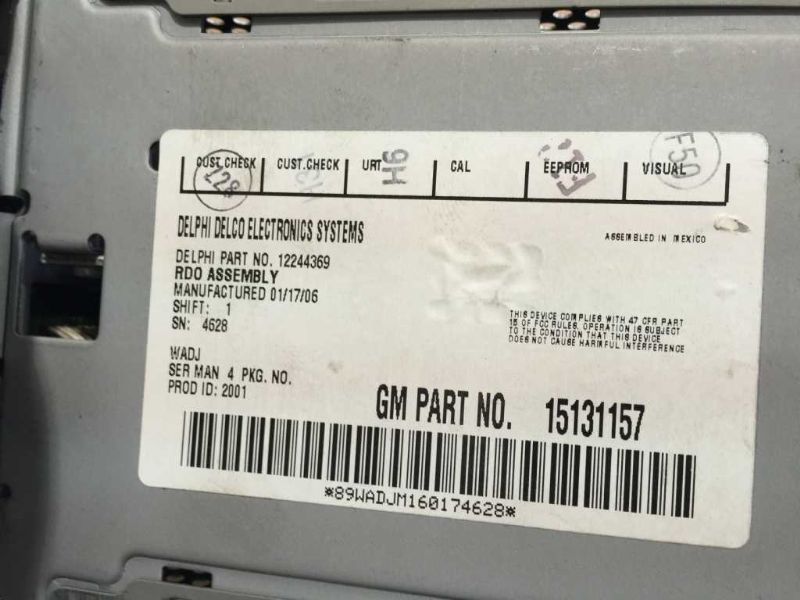 CUST.CHECK CUST.CHECK URT CAL EEPROM VISUAL
228 9H F50
DELPHI DELCO ELECTRONICS SYSTEMS
ASSEMBLED IN MEXICO
DELPHI PART NO. 12244369
RDO ASSEMBLY
MANUFACTURED 01/17/06
SHIFT: 1
SN: 4628
THIS DEVICE COMPLIES WITH 47 CFR PART
15 OF FCC RULES. OPERATION IS SUBJECT
TO THE CONDITION THAT THIS DEVICE
DOES NOT CAUSE HARMFUL INTERFERENCE
WADJ
SER MAN 4 PKG. NO.
PROD ID: 2001
GM PART NO. 15131157
*89WADJM160174628*